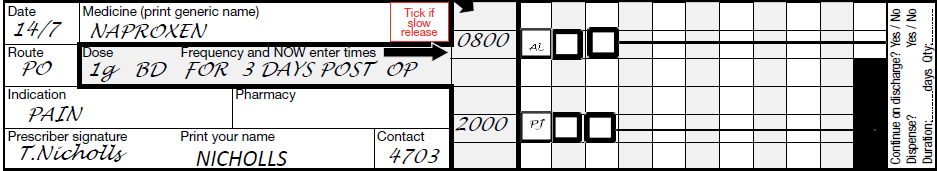 Date Medicine (print generic name) Tick if slow release
14/7 NAPROXEN
Route Dose Frequency and NOW enter times 0800 AL
PO 1g BD FOR 3 DAYS POST OP
Indication Pharmacy
PAIN
2000 PJ
Prescriber signature Print your name Contact
T.Nicholls NICHOLLS 4703
Continue on discharge? Yes / No
Dispense? Yes / No
Duration:........days Qty:........